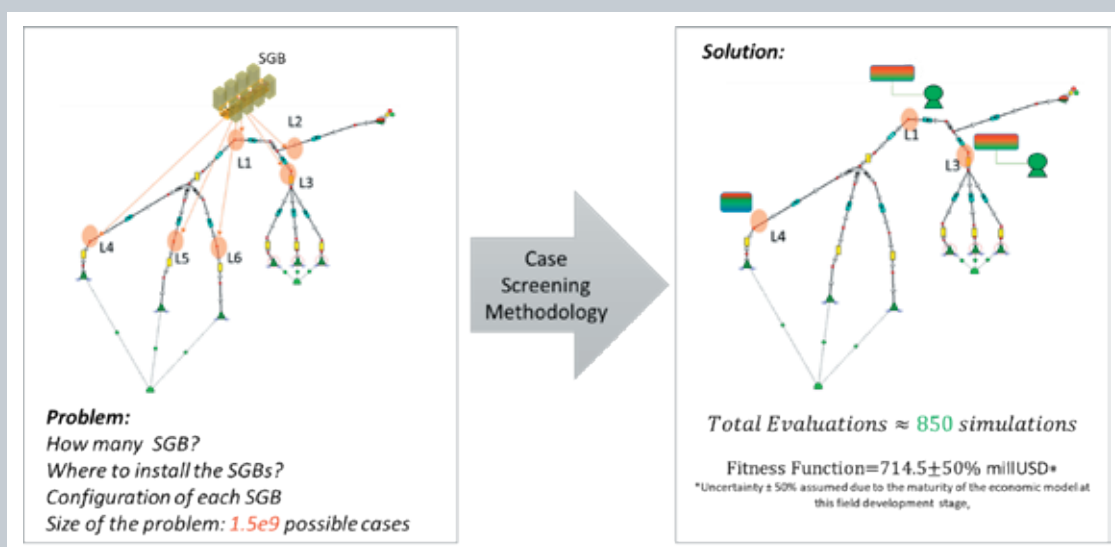 SGB
L2
L1
L3
L4
L5
L6
Problem:
How many SGB?
Where to install the SGBs?
Configuration of each SGB
Size of the problem: 1.5e9 possible cases
Case
Screening
Methodology
Solution:
L1
L3
L4
Total Evaluations ≈ 850 simulations
Fitness Function=714.5±50% millUSD*
*Uncertainty ± 50% assumed due to the maturity of the economic model at
this field development stage,